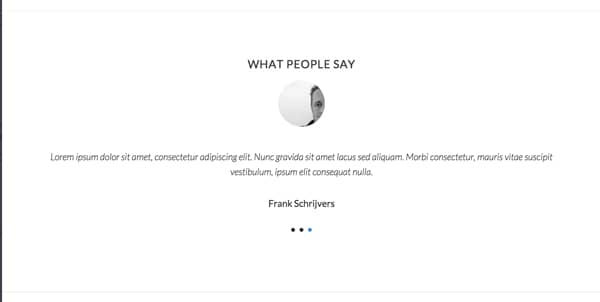 WHAT PEOPLE SAY
Lorem ipsum dolor sit amet, consectetur adipiscing elit. Nunc gravida sit amet lacus sed aliquam. Morbi consectetur, mauris vitae suscipit
vestibulum, ipsum elit consequat nulla.
Frank Schrijvers